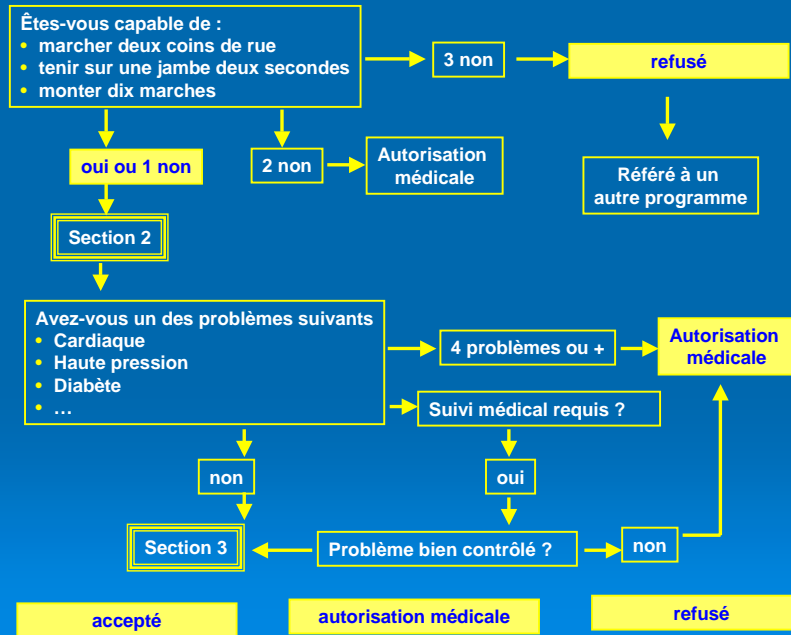 Êtes-vous capable de :
• marcher deux coins de rue
• tenir sur une jambe deux secondes
• monter dix marches
3 non
refusé
oui ou 1 non
2 non
Autorisation
médicale
Référé à un
autre programme
Section 2
Avez-vous un des problèmes suivants
• Cardiaque
• Haute pression
• Diabète
• …
4 problèmes ou +
Autorisation
médicale
Suivi médical requis ?
non
oui
Section 3
Problème bien contrôlé ?
non
accepté
autorisation médicale
refusé